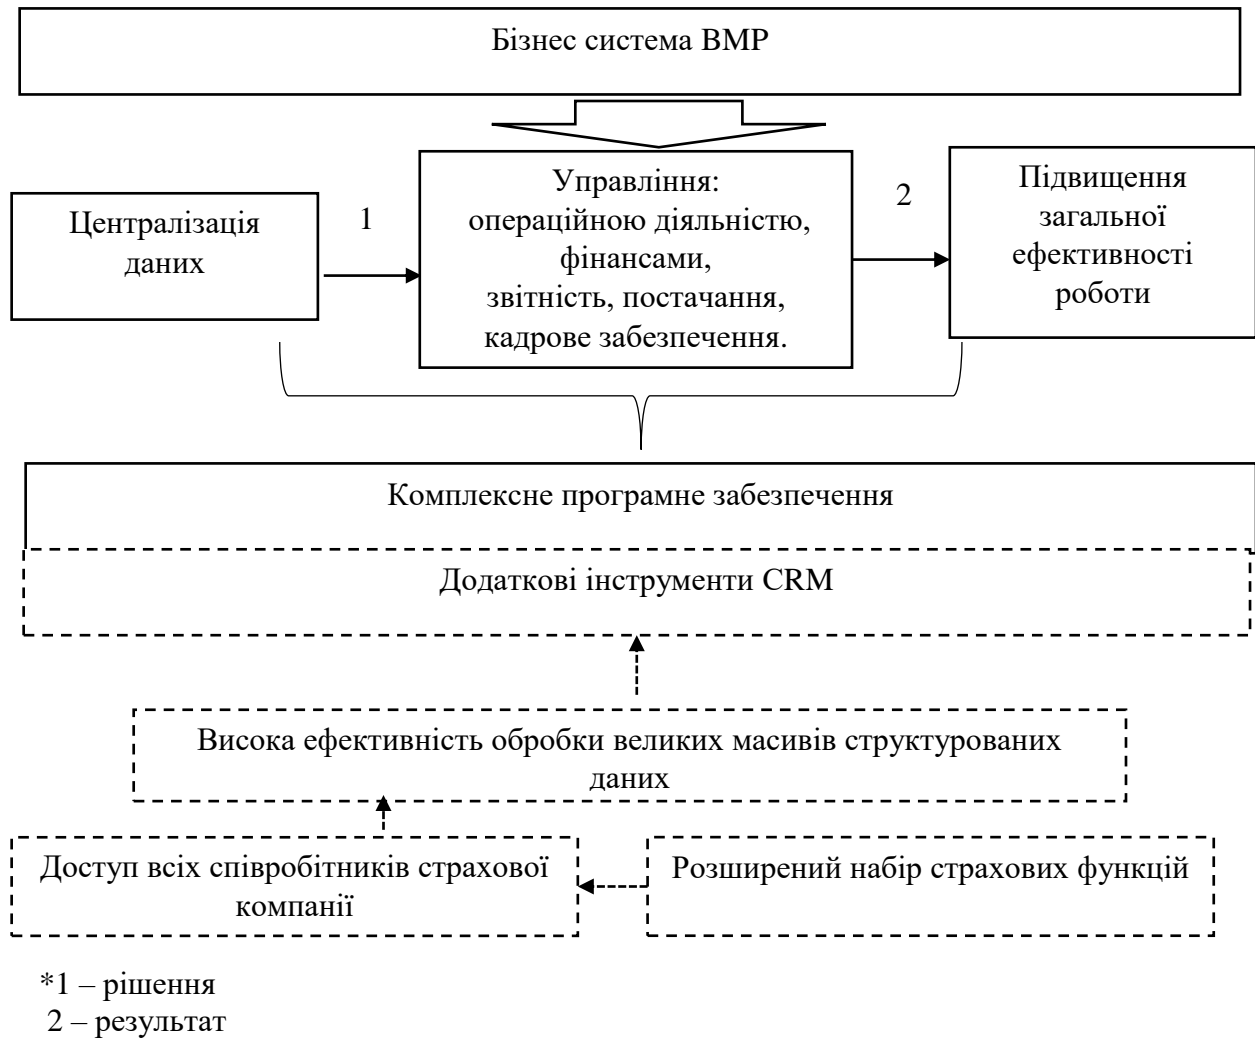 Бізнес система ВМР
Централізація
даних
1
Управління:
операційною діяльністю,
фінансами,
звітність, постачання,
кадрове забезпечення.
2
Підвищення
загальної
ефективності
роботи
Комплексне програмне забезпечення
Додаткові інструменти CRM
Висока ефективність обробки великих масивів структурованих
даних
Доступ всіх співробітників страхової
компанії
Розширений набір страхових функцій
*1 – рішення
2 – результат